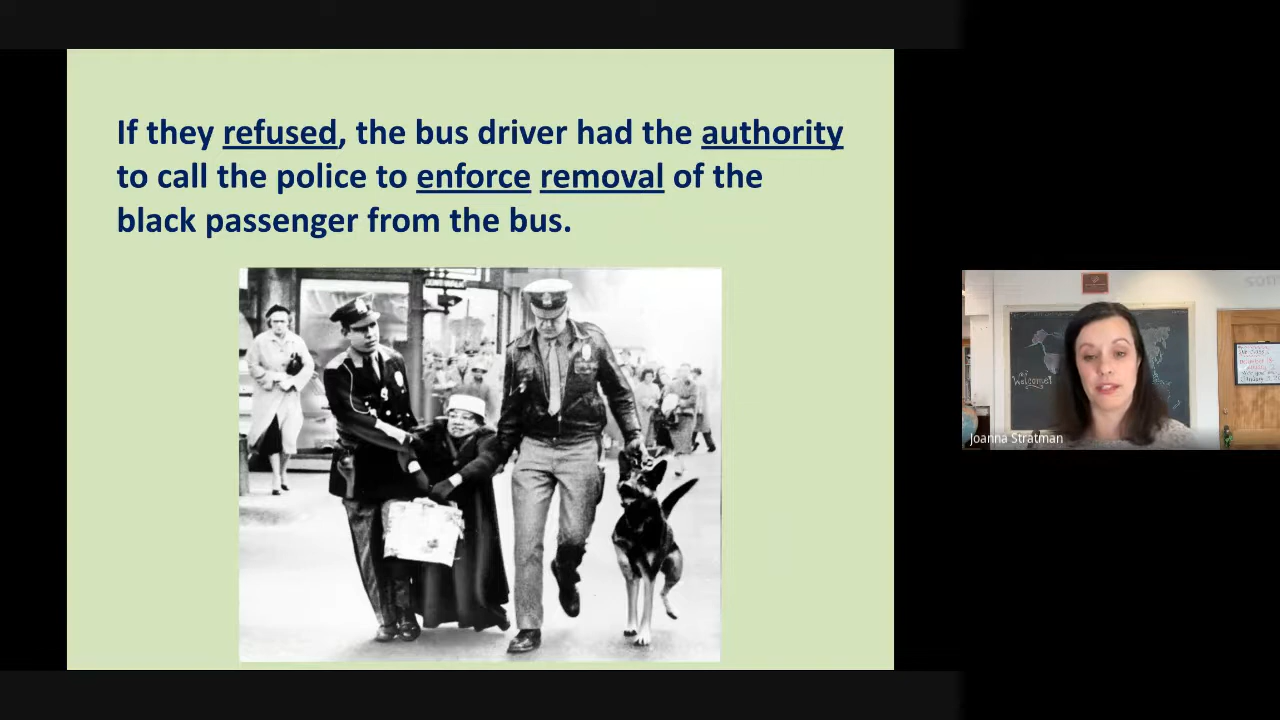 If they refused, the bus driver had the authority
to call the police to enforce removal of the
black passenger from the bus.
Welcome!
Joanna Stratman